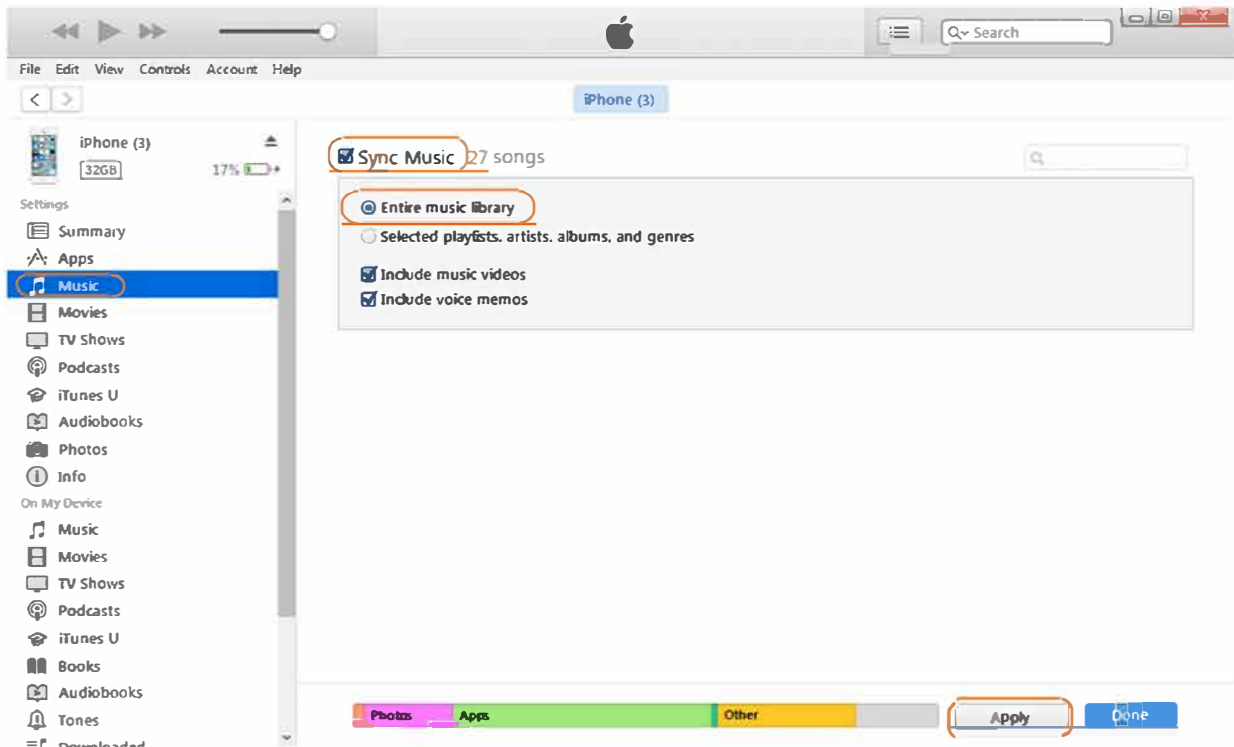 Search
File Edit View Controls Account Help
iPhone (3)
iPhone (3)
32GB 17%
Sync Music 27 songs
Settings
Entire music library
Summary
Selected playlists, artists, albums, and genres
Apps
Include music videos
Music
Include voice memos
Movies
TV Shows
Podcasts
iTunes U
Audiobooks
Photos
Info
On My Device
Music
Movies
TV Shows
Podcasts
iTunes U
Books
Audiobooks
Tones
Downloaded
Photos Apps Other Apply Done